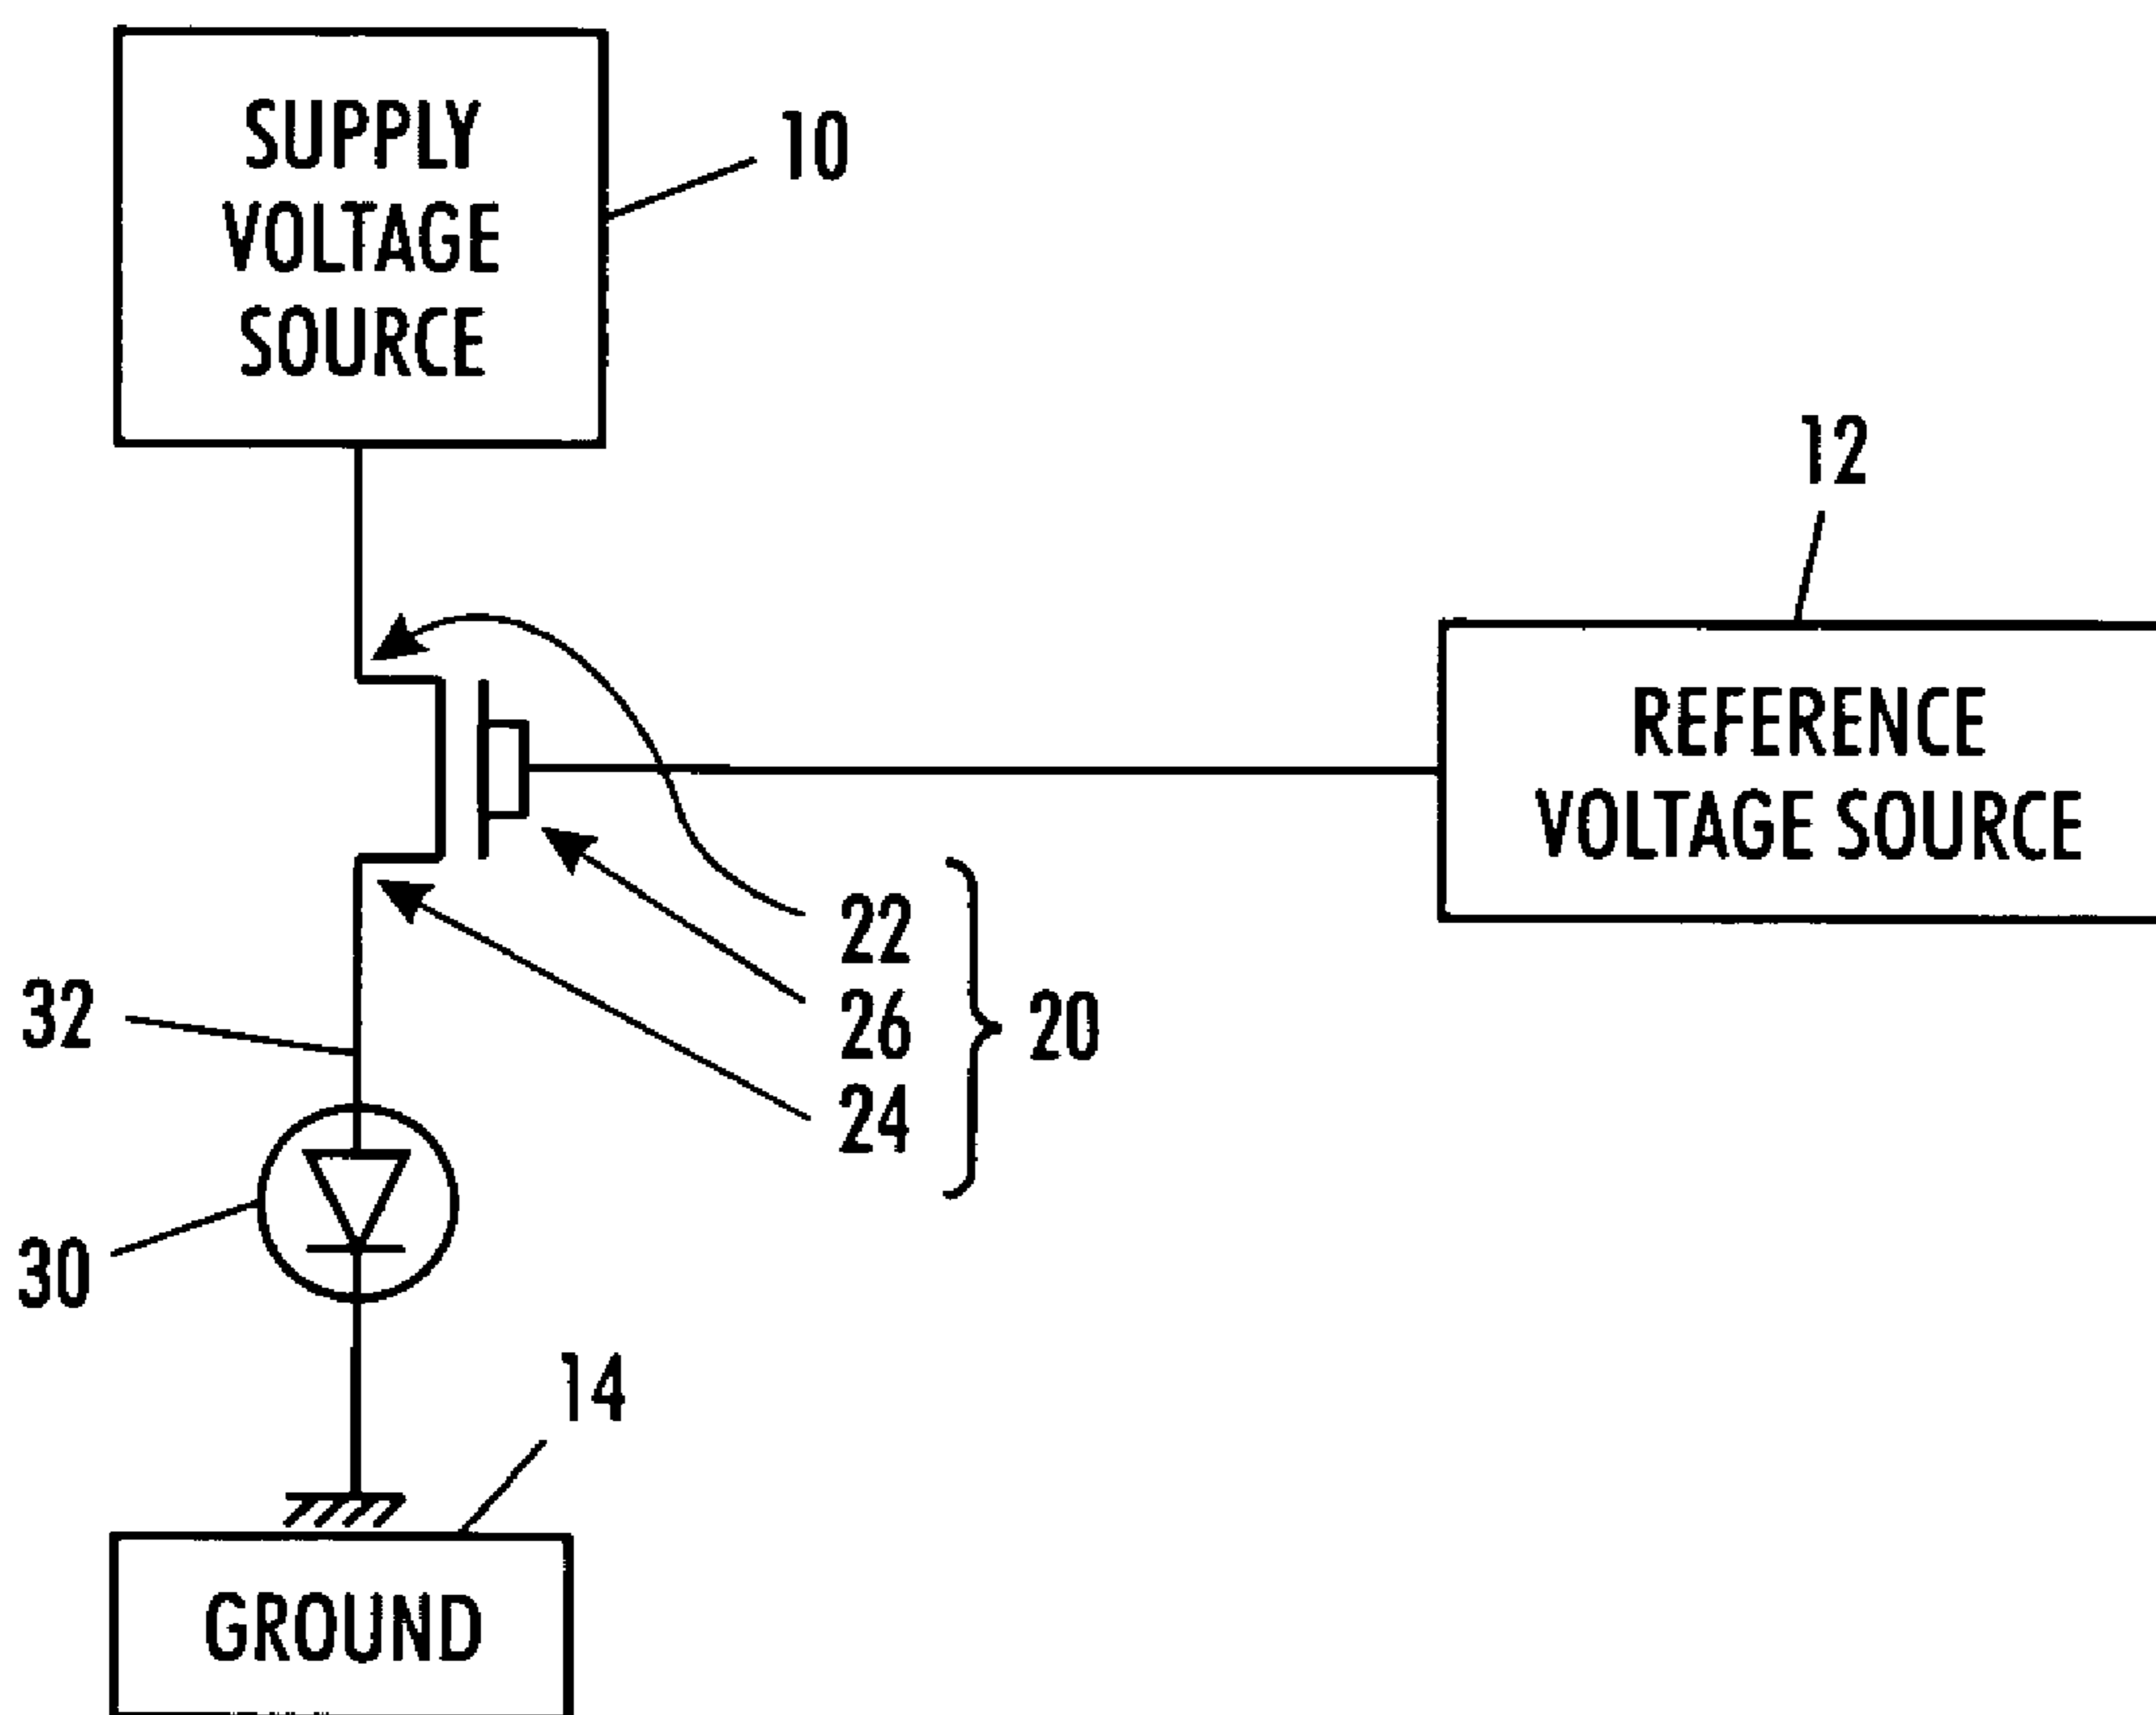 SUPPLY
VOLTAGE
SOURCE
10
12
REFERENCE
VOLTAGE SOURCE
22
26
24
20
32
30
14
GROUND